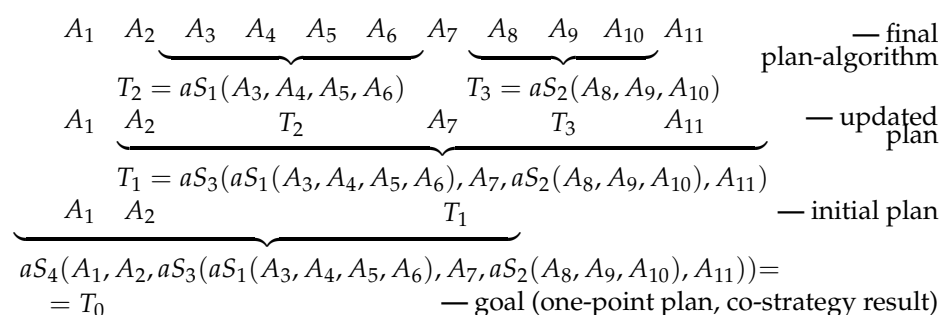 A₁ A₂ A₃ A₄ A₅ A₆ A₇ A₈ A₉ A₁₀ A₁₁ — final
plan-algorithm
T₂ = aS₁(A₃, A₄, A₅, A₆) T₃ = aS₂(A₈, A₉, A₁₀)
A₁ A₂ T₂ A₇ T₃ A₁₁ — updated
plan
T₁ = aS₃(aS₁(A₃, A₄, A₅, A₆), A₇, aS₂(A₈, A₉, A₁₀), A₁₁)
A₁ A₂ T₁ — initial plan
aS₄(A₁, A₂, aS₃(aS₁(A₃, A₄, A₅, A₆), A₇, aS₂(A₈, A₉, A₁₀), A₁₁))=
= T₀ — goal (one-point plan, co-strategy result)